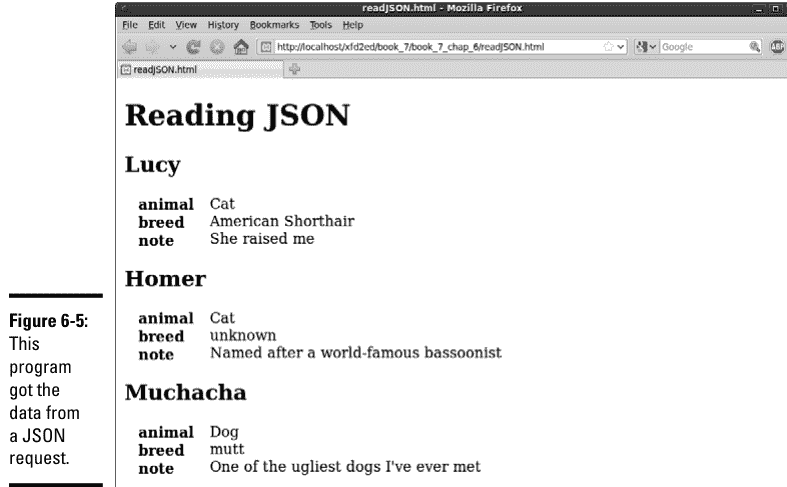 readJSON.html - Mozilla Firefox
File Edit View History Bookmarks Tools Help
http://localhost/xfd2ed/book_7/book_7_chap_6/readJSON.html
Google
ABP
readJSON.html
Reading JSON
Lucy
animal Cat
breed American Shorthair
note She raised me
Homer
animal Cat
breed unknown
note Named after a world-famous bassoonist
Muchacha
animal Dog
breed mutt
note One of the ugliest dogs I've ever met
Figure 6-5:
This
program
got the
data from
a JSON
request.